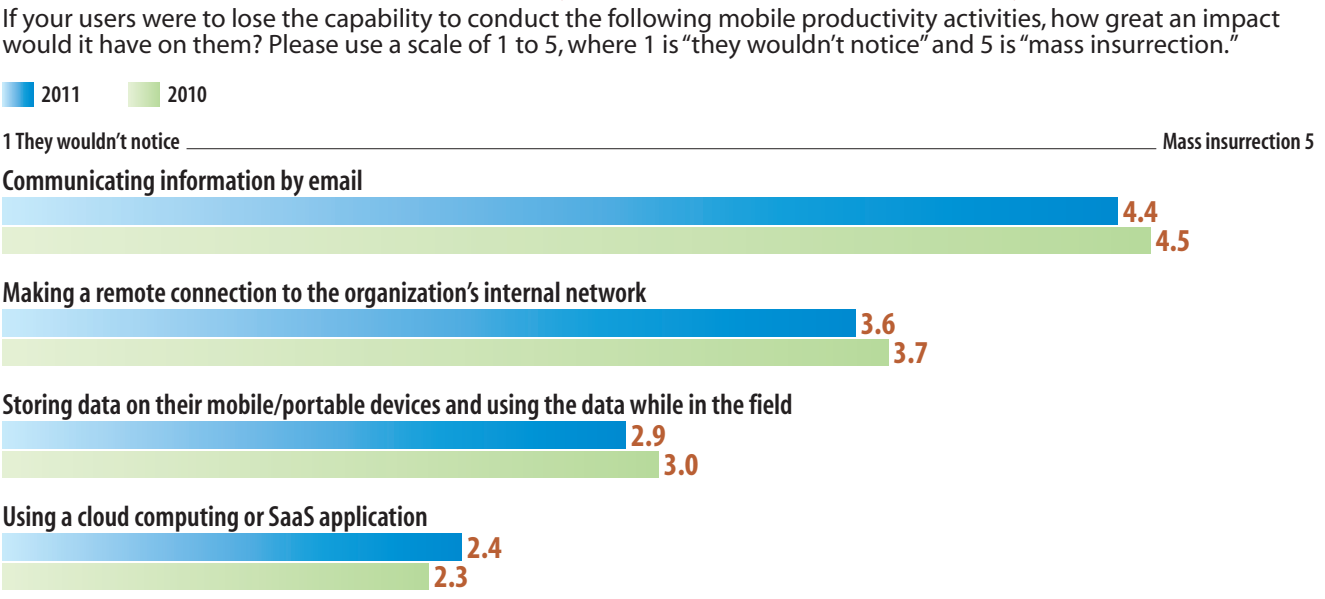 If your users were to lose the capability to conduct the following mobile productivity activities, how great an impact
would it have on them? Please use a scale of 1 to 5, where 1 is “they wouldn’t notice” and 5 is “mass insurrection.”
2011 2010
1 They wouldn’t notice Mass insurrection 5
Communicating information by email
4.4
4.5
Making a remote connection to the organization’s internal network
3.6
3.7
Storing data on their mobile/portable devices and using the data while in the field
2.9
3.0
Using a cloud computing or SaaS application
2.4
2.3